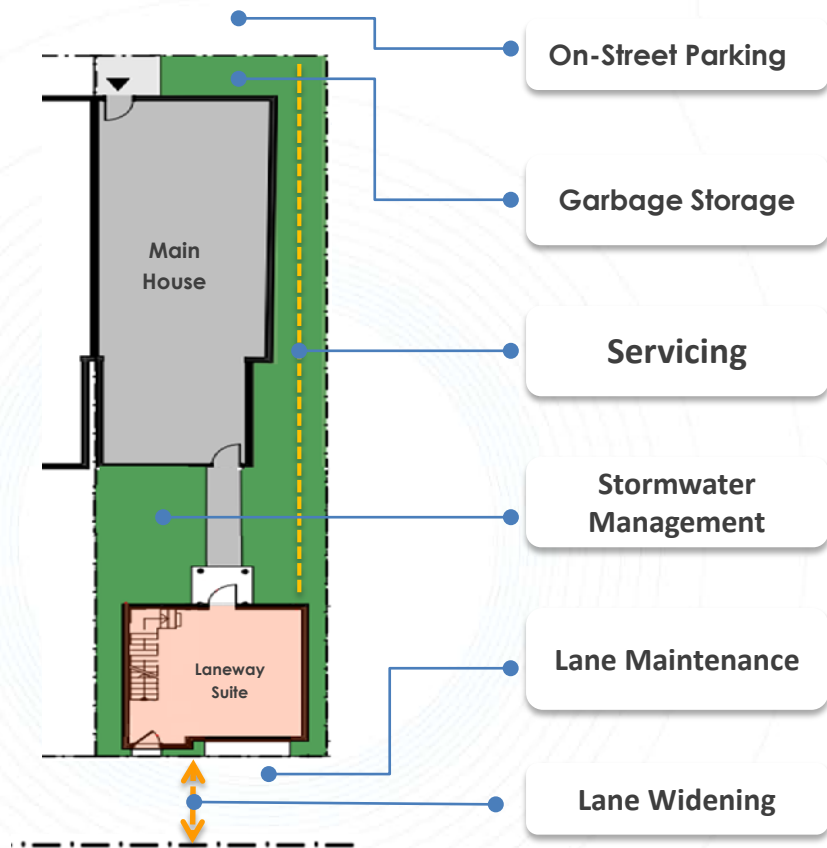 On-Street Parking
Garbage Storage
Main
House
Servicing
Stormwater
Management
Laneway
Suite
Lane Maintenance
Lane Widening